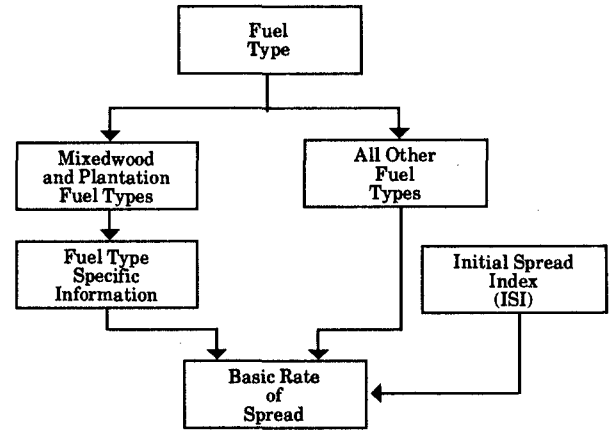 Fuel
Type
Mixedwood
and Plantation
Fuel Types
All Other
Fuel
Types
Fuel Type
Specific
Information
Initial Spread
Index
(ISI)
Basic Rate
of
Spread